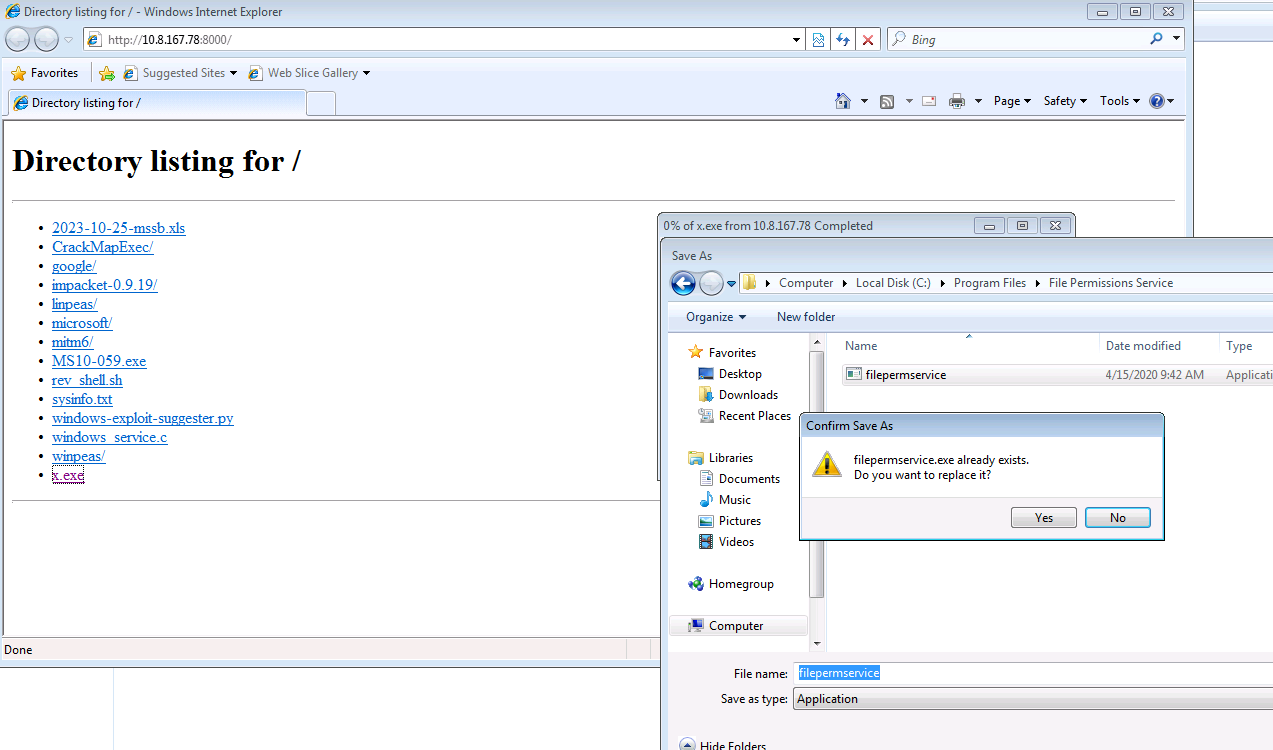 Directory listing for / - Windows Internet Explorer
http://10.8.167.78:8000/
Bing
Favorites
Suggested Sites
Web Slice Gallery
Directory listing for /
Page
Safety
Tools
Directory listing for /
2023-10-25-mssb.xls
CrackMapExec/
google/
impacket-0.9.19/
linpeas/
microsoft/
mitm6/
MS10-059.exe
rev_shell.sh
sysinfo.txt
windows-exploit-suggester.py
windows_service.c
winpeas/
x.exe
Done
0% of x.exe from 10.8.167.78 Completed
Save As
Computer
Local Disk (C:)
Program Files
File Permissions Service
Organize
New folder
Favorites
Desktop
Downloads
Recent Places
Libraries
Documents
Music
Pictures
Videos
Homegroup
Computer
Name
Date modified
Type
filepermservice
4/15/2020 9:42 AM
Applicati
Confirm Save As
filepermservice.exe already exists.
Do you want to replace it?
Yes
No
File name:
filepermservice
Save as type:
Application
Hide Folders